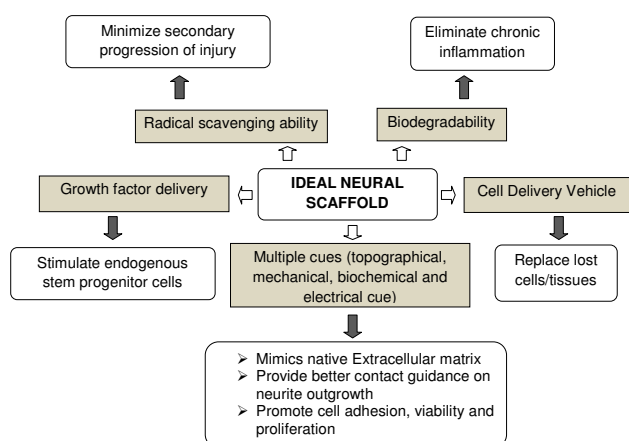 Minimize secondary
progression of injury
Eliminate chronic
inflammation
Radical scavenging ability
Biodegradability
Growth factor delivery
IDEAL NEURAL
SCAFFOLD
Cell Delivery Vehicle
Stimulate endogenous
stem progenitor cells
Multiple cues (topographical,
mechanical, biochemical and
electrical cue)
Replace lost
cells/tissues
➢ Mimics native Extracellular matrix
➢ Provide better contact guidance on
neurite outgrowth
➢ Promote cell adhesion, viability and
proliferation